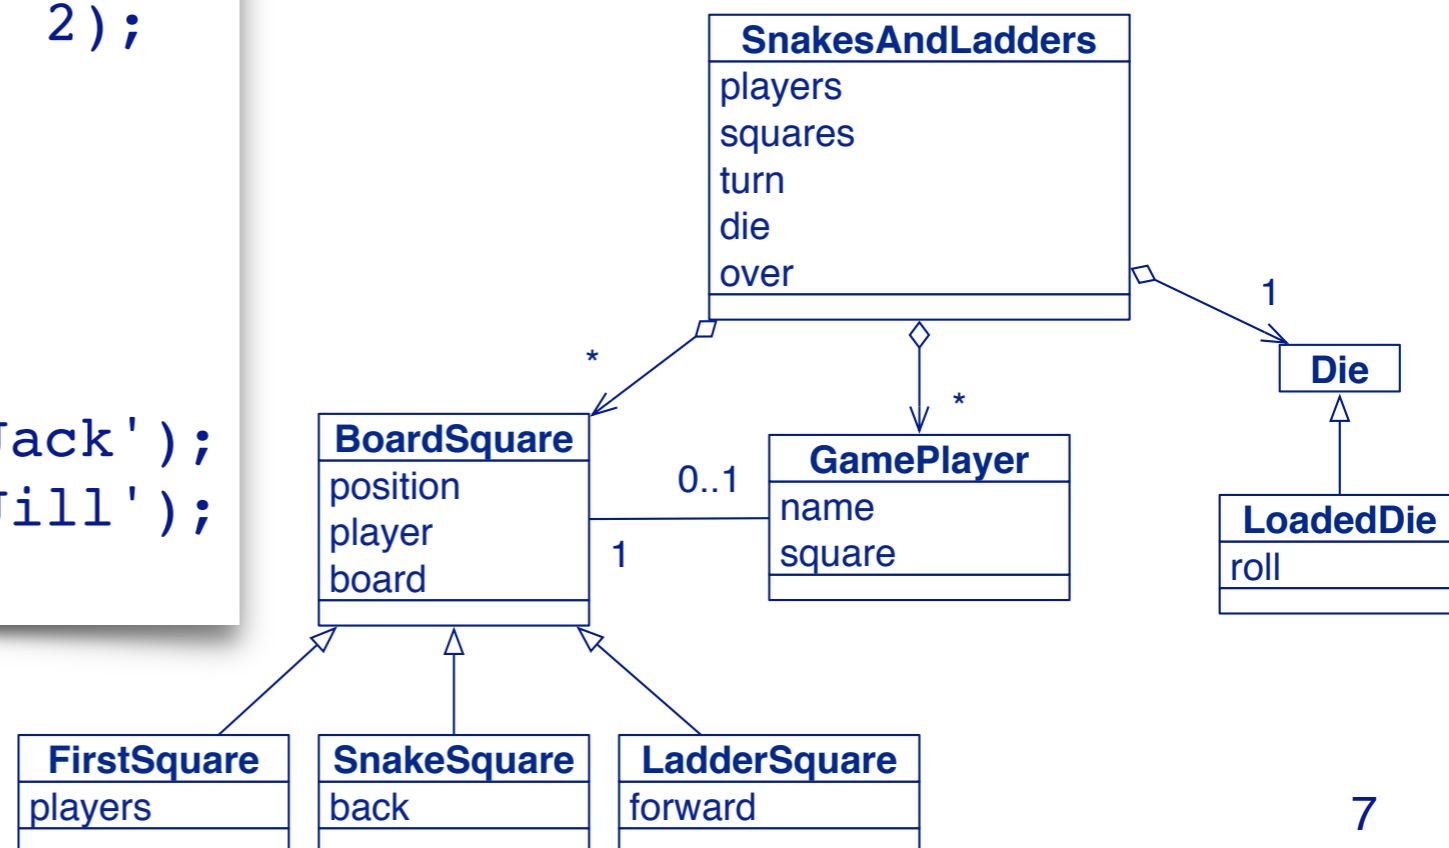 2);
ack');
ill');
SnakesAndLadders
players
squares
turn
die
over
*
*
1
Die
BoardSquare
position
player
board
0..1
1
GamePlayer
name
square
LoadedDie
roll
FirstSquare
players
SnakeSquare
back
LadderSquare
forward
7